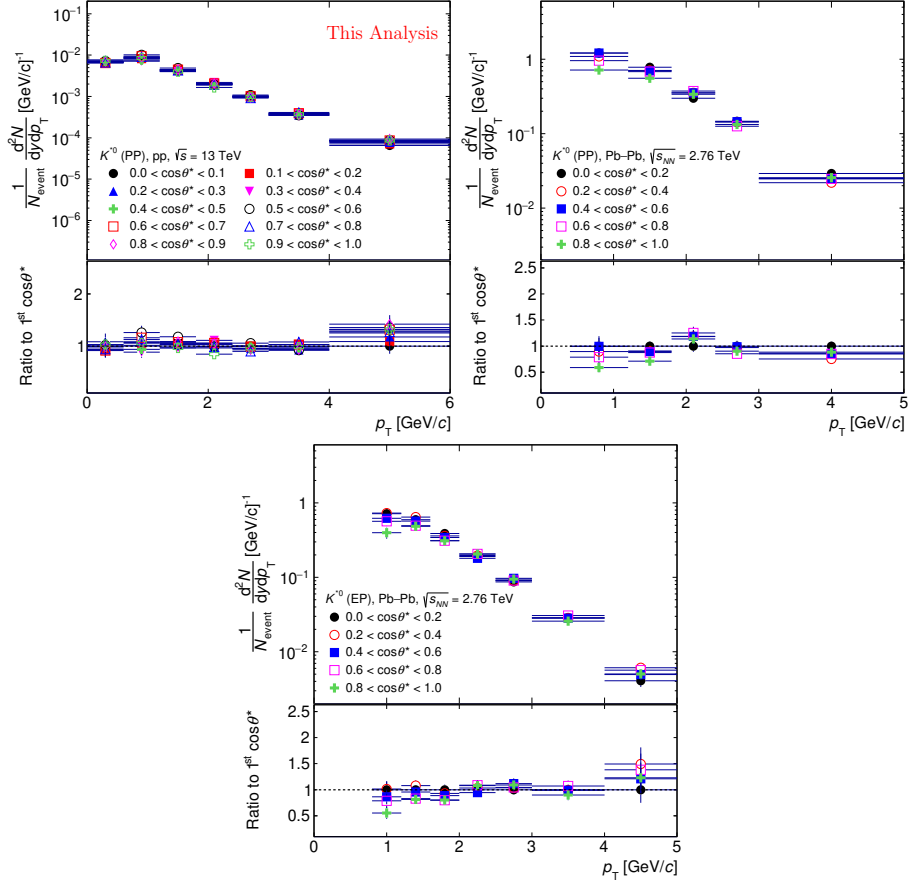 This Analysis
1/N_event d²N/dydp_T [GeV/c]⁻¹
10⁻¹
10⁻²
10⁻³
10⁻⁴
10⁻⁵
10⁻⁶
K*⁰ (PP), pp, √s = 13 TeV
0.0 < cosθ* < 0.1 0.1 < cosθ* < 0.2
0.2 < cosθ* < 0.3 0.3 < cosθ* < 0.4
0.4 < cosθ* < 0.5 0.5 < cosθ* < 0.6
0.6 < cosθ* < 0.7 0.7 < cosθ* < 0.8
0.8 < cosθ* < 0.9 0.9 < cosθ* < 1.0
Ratio to 1ˢᵗ cosθ*
2
1
0 2 4 6
p_T [GeV/c]
1/N_event d²N/dydp_T [GeV/c]⁻¹
1
10⁻¹
10⁻²
K*⁰ (PP), Pb–Pb, √s_NN = 2.76 TeV
0.0 < cosθ* < 0.2
0.2 < cosθ* < 0.4
0.4 < cosθ* < 0.6
0.6 < cosθ* < 0.8
0.8 < cosθ* < 1.0
Ratio to 1ˢᵗ cosθ*
2.5
2
1.5
1
0.5
0 1 2 3 4 5
p_T [GeV/c]
1/N_event d²N/dydp_T [GeV/c]⁻¹
1
10⁻¹
10⁻²
K*⁰ (EP), Pb–Pb, √s_NN = 2.76 TeV
0.0 < cosθ* < 0.2
0.2 < cosθ* < 0.4
0.4 < cosθ* < 0.6
0.6 < cosθ* < 0.8
0.8 < cosθ* < 1.0
Ratio to 1ˢᵗ cosθ*
2.5
2
1.5
1
0.5
0 1 2 3 4 5
p_T [GeV/c]